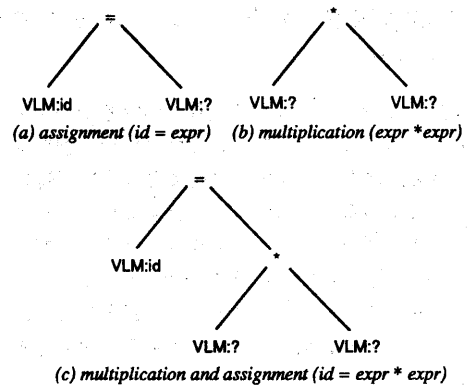 = *
VLM:id VLM:? VLM:? VLM:?
(a) assignment (id = expr) (b) multiplication (expr *expr)
=
VLM:id *
VLM:? VLM:?
(c) multiplication and assignment (id = expr * expr)